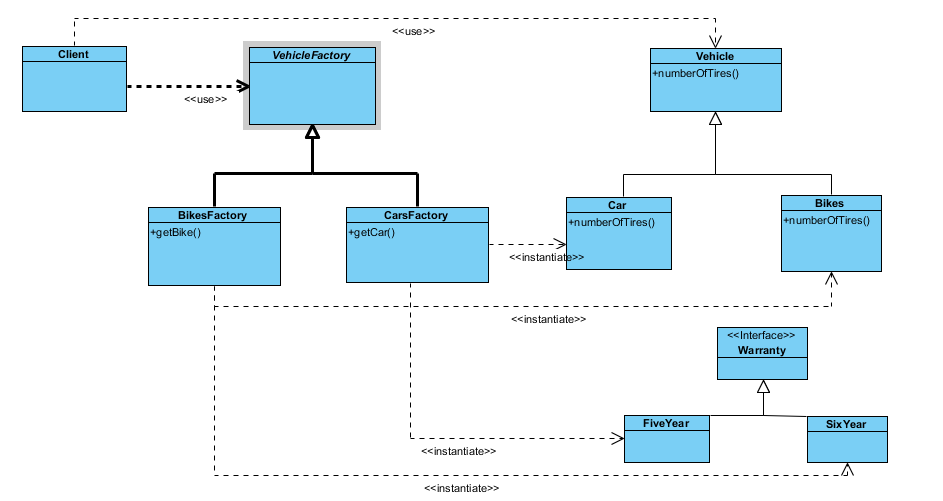 <<use>>
Client
VehicleFactory
Vehicle
+numberOfTires()
<<use>>
BikesFactory
+getBike()
CarsFactory
+getCar()
Car
+numberOfTires()
Bikes
+numberOfTires()
<<instantiate>>
<<instantiate>>
<<Interface>>
Warranty
FiveYear
SixYear
<<instantiate>>
<<instantiate>>